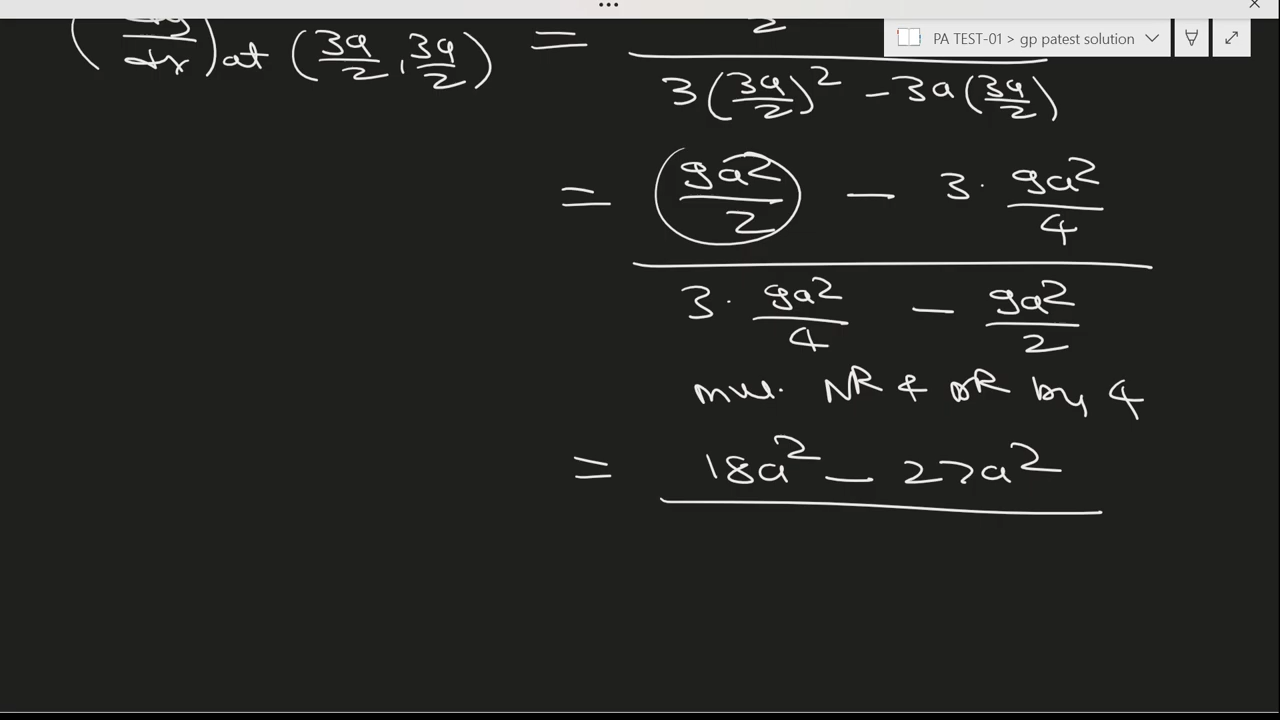 PA TEST-01 > gp patest solution
(dy/dx) at (3a/2, 3a/2) = 2 / 3(3a/2)² - 3a(3a/2)
= 9a²/2 - 3 · 9a²/4
3 · 9a²/4 - 9a²/2
mul. NR & DR by 4
= 18a² - 27a²